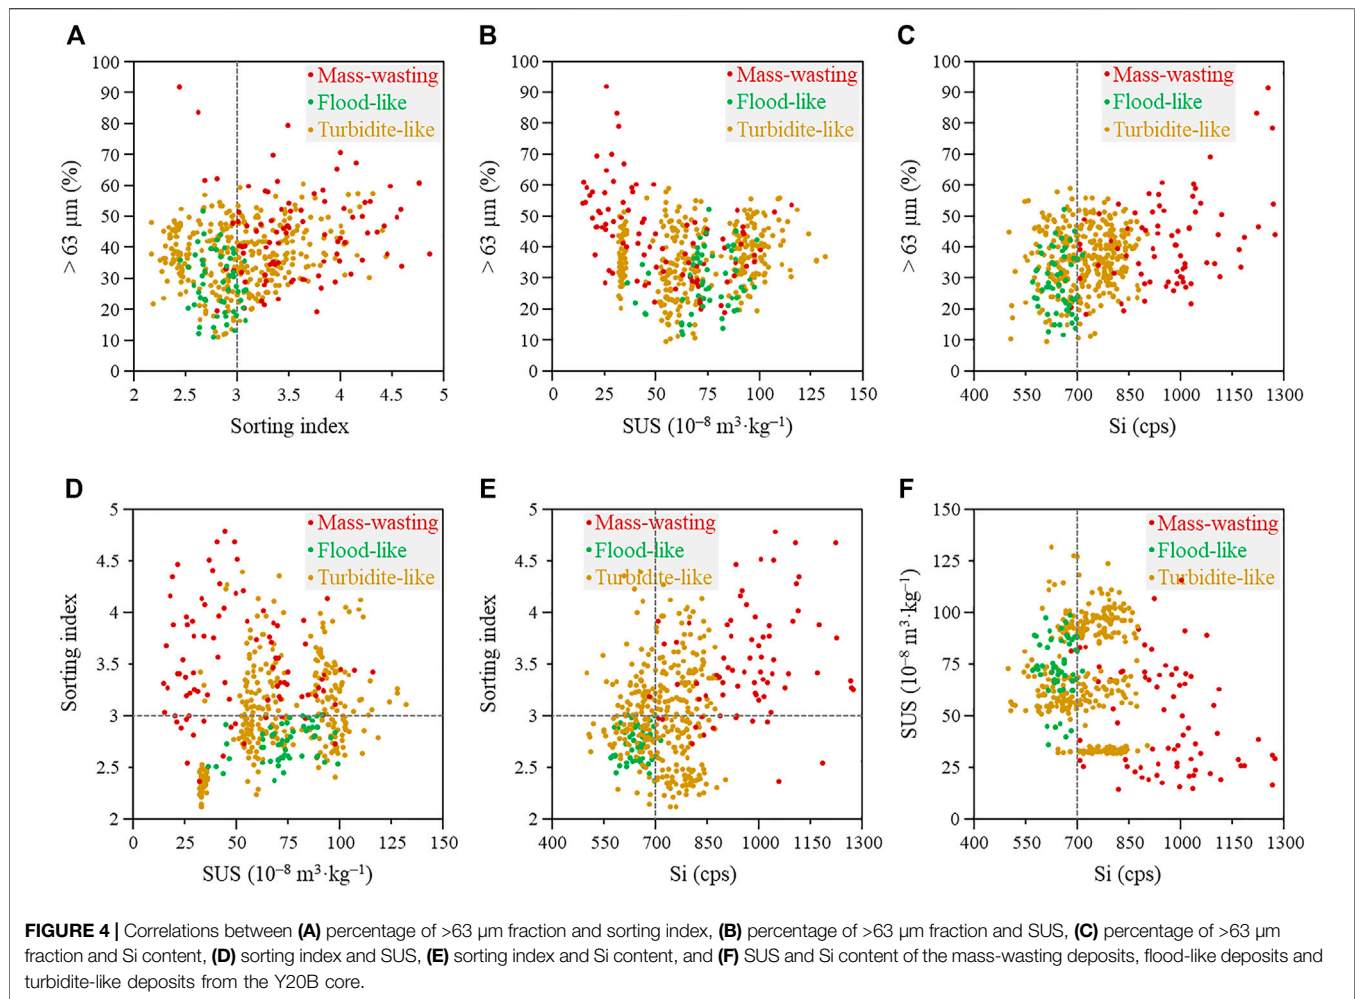 A
B
C
100
90
80
70
60
50
40
30
20
10
0
> 63 µm (%)
Mass-wasting
Flood-like
Turbidite-like
2
2.5
3
3.5
4
4.5
5
Sorting index
100
90
80
70
60
50
40
30
20
10
0
> 63 µm (%)
Mass-wasting
Flood-like
Turbidite-like
0
25
50
75
100
150
SUS (10⁻⁸ m³·kg⁻¹)
100
90
80
70
60
50
40
30
20
10
0
> 63 µm (%)
Mass-wasting
Flood-like
Turbidite-like
400
550
700
850
1000
1150
1300
Si (cps)
D
E
F
5
4.5
4
3.5
3
2.5
2
Sorting index
Mass-wasting
Flood-like
Turbidite-like
0
25
50
75
100
150
SUS (10⁻⁸ m³·kg⁻¹)
5
4.5
4
3.5
3
2.5
2
Sorting index
Mass-wasting
Flood-like
Turbidite-like
400
550
700
850
1000
1150
1300
Si (cps)
150
125
100
75
50
25
0
SUS (10⁻⁸ m³·kg⁻¹)
Mass-wasting
Flood-like
Turbidite-like
400
550
700
850
1000
1150
1300
Si (cps)
FIGURE 4 | Correlations between (A) percentage of >63 µm fraction and sorting index, (B) percentage of >63 µm fraction and SUS, (C) percentage of >63 µm
fraction and Si content, (D) sorting index and SUS, (E) sorting index and Si content, and (F) SUS and Si content of the mass-wasting deposits, flood-like deposits and
turbidite-like deposits from the Y20B core.